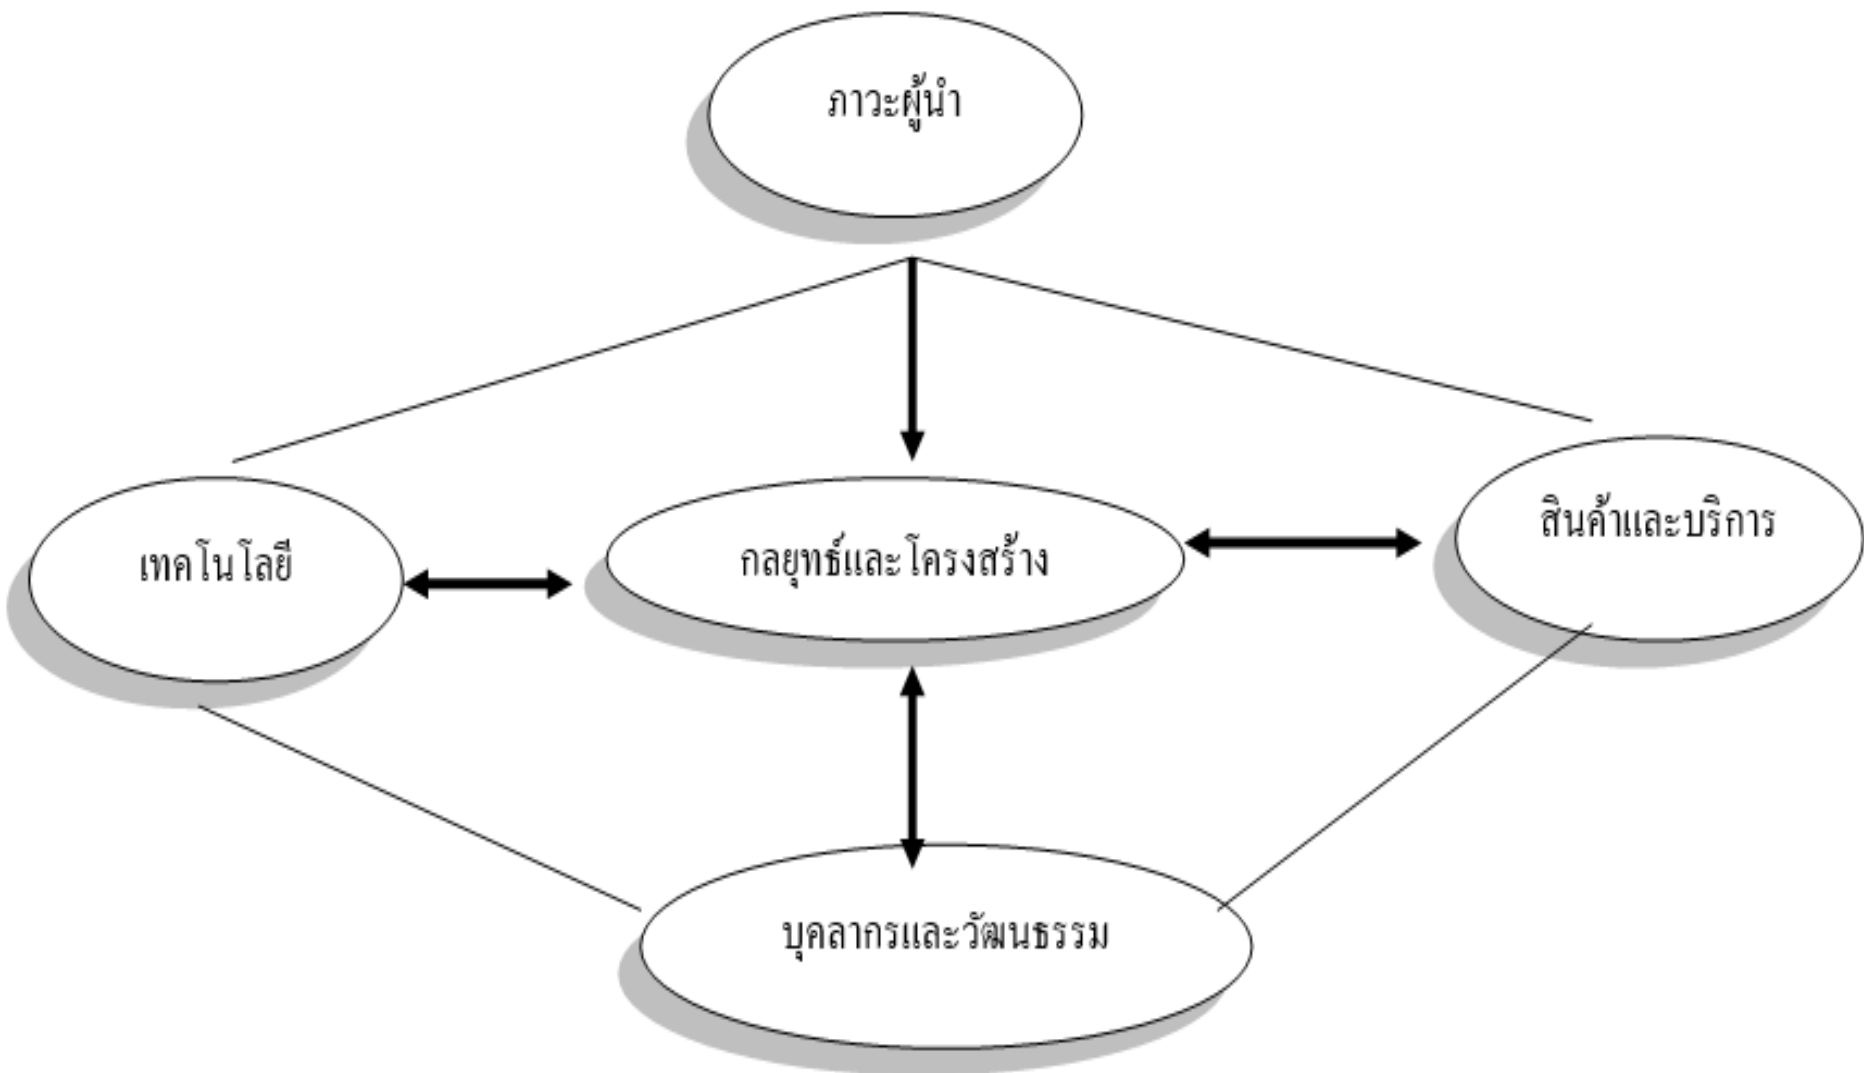 ภาวะผู้นำ
เทคโนโลยี
กลยุทธ์และโครงสร้าง
สินค้าและบริการ
บุคลากรและวัฒนธรรม